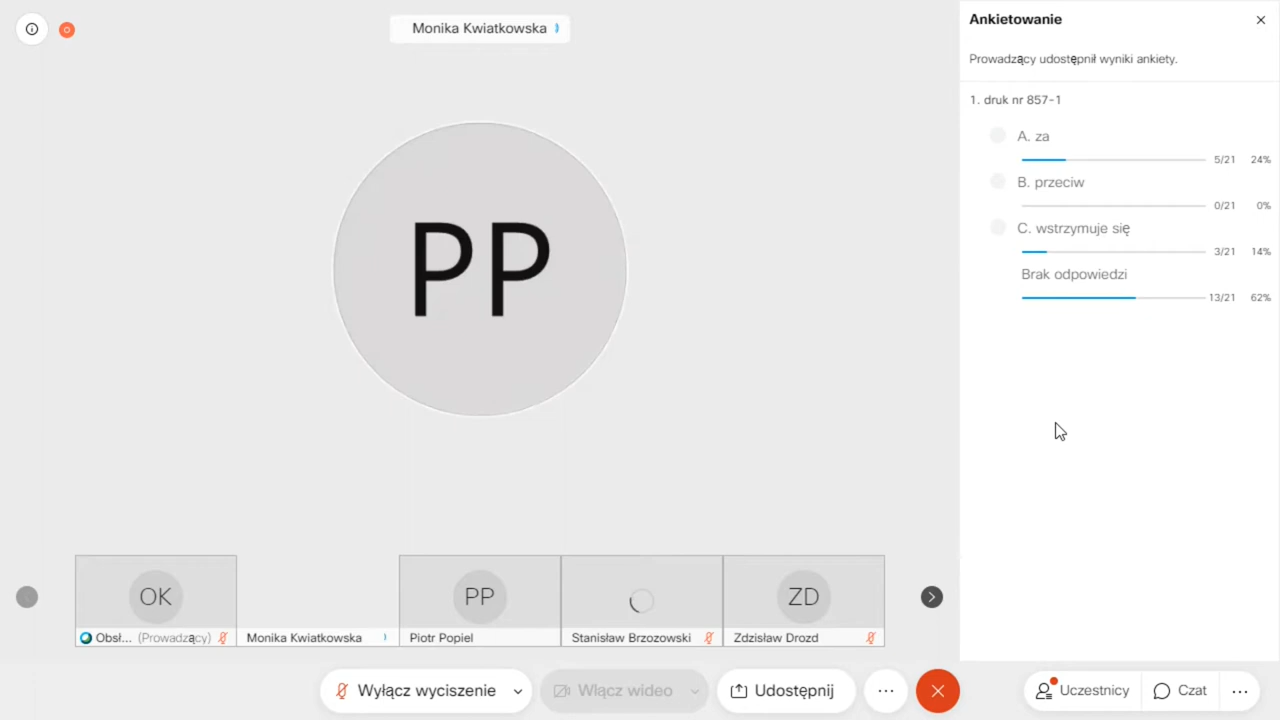 Monika Kwiatkowska
PP
OK
Obsł... (Prowadzący)
Monika Kwiatkowska
PP
Piotr Popiel
Stanisław Brzozowski
ZD
Zdzisław Drozd
Wyłącz wyciszenie
Włącz wideo
Udostępnij
Ankietowanie
Prowadzący udostępnił wyniki ankiety.
1. druk nr 857-1
A. za
5/21 24%
B. przeciw
0/21 0%
C. wstrzymuje się
3/21 14%
Brak odpowiedzi
13/21 62%
Uczestnicy
Czat